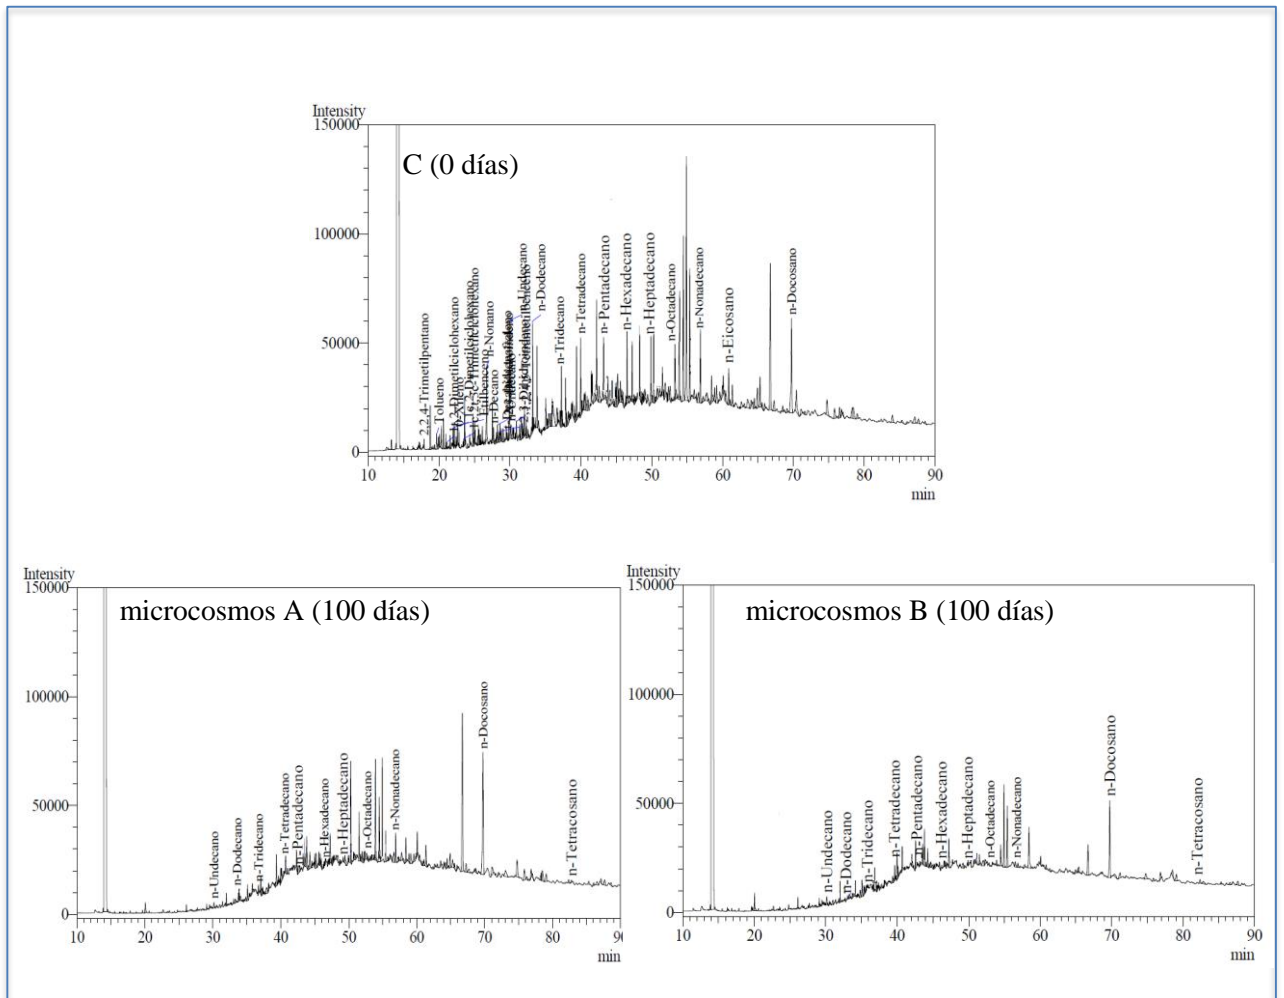 Intensity
150000
C (0 días)
100000
50000
0
2,2,4-Trimetilpentano
Tolueno
n-Nonano
n-Decano
n-Dodecano
n-Tridecano
n-Tetradecano
n-Pentadecano
n-Hexadecano
n-Heptadecano
n-Octadecano
n-Nonadecano
n-Eicosano
n-Docosano
10 20 30 40 50 60 70 80 90
min
Intensity
150000
microcosmos A (100 días)
100000
50000
0
n-Undecano
n-Dodecano
n-Tridecano
n-Tetradecano
n-Pentadecano
n-Hexadecano
n-Heptadecano
n-Octadecano
n-Nonadecano
n-Docosano
n-Tetracosano
10 20 30 40 50 60 70 80
min
Intensity
150000
microcosmos B (100 días)
100000
50000
0
n-Undecano
n-Dodecano
n-Tridecano
n-Tetradecano
n-Pentadecano
n-Hexadecano
n-Heptadecano
n-Octadecano
n-Nonadecano
n-Docosano
n-Tetracosano
10 20 30 40 50 60 70 80 90
min